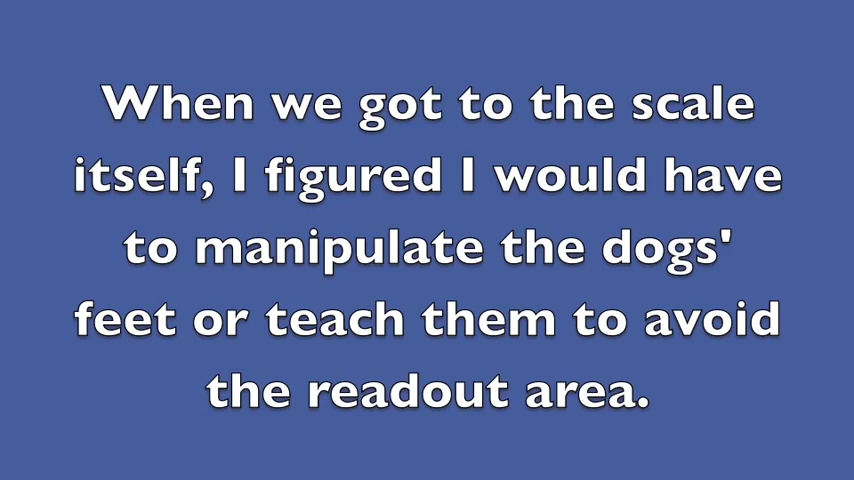 When we got to the scale
itself, I figured I would have
to manipulate the dogs'
feet or teach them to avoid
the readout area.